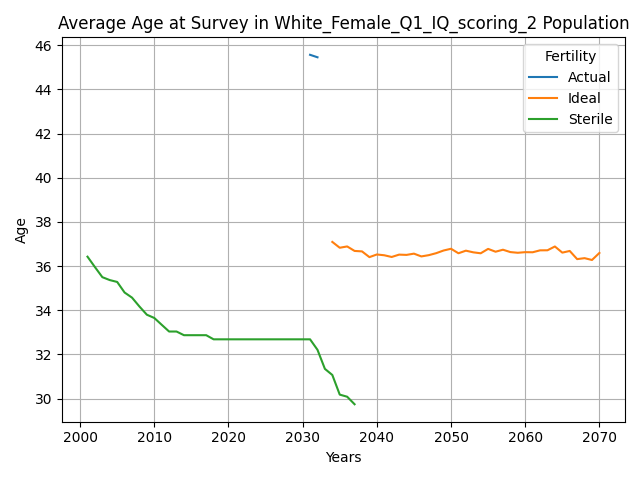 Average Age at Survey in White_Female_Q1_IQ_scoring_2 Population
Fertility
Actual
Ideal
Sterile
Age
46
44
42
40
38
36
34
32
30
2000 2010 2020 2030 2040 2050 2060 2070
Years